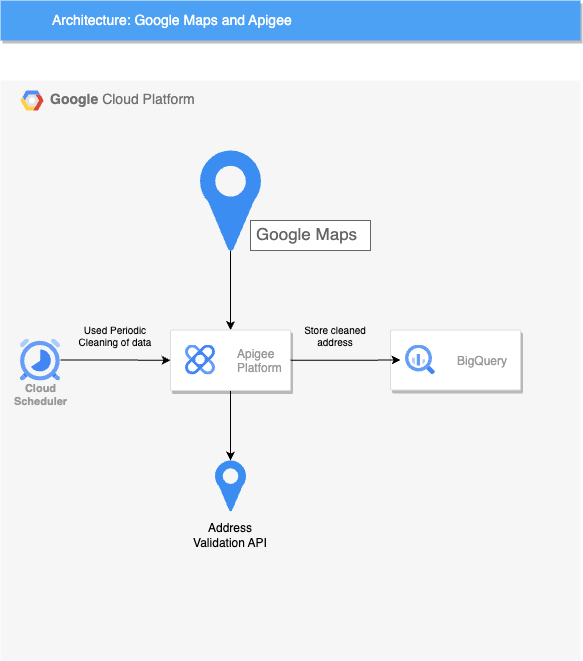 Architecture: Google Maps and Apigee
Google Cloud Platform
Google Maps
Used Periodic
Cleaning of data
Store cleaned
address
Cloud
Scheduler
Apigee
Platform
BigQuery
Address
Validation API